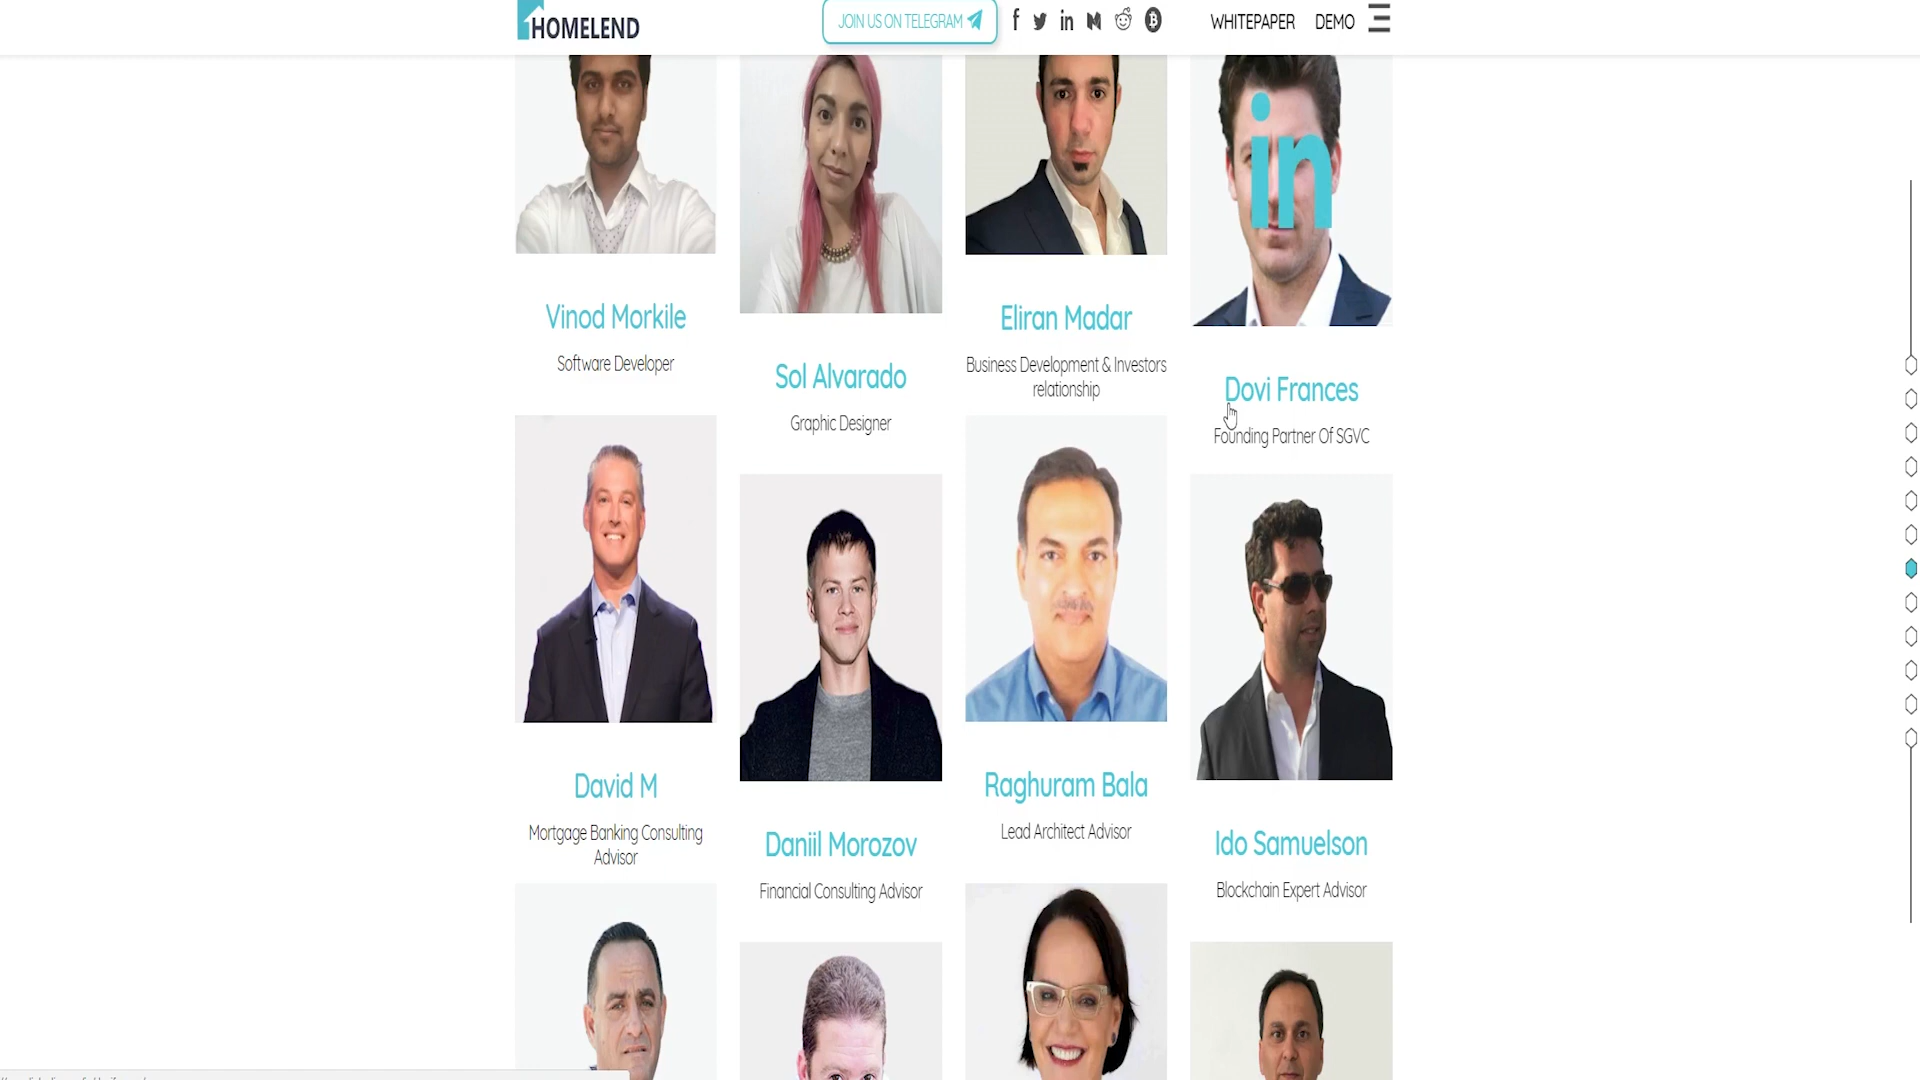 HOMELEND
JOIN US ON TELEGRAM
WHITEPAPER
DEMO
in
Vinod Morkile
Software Developer
Sol Alvarado
Graphic Designer
Eliran Madar
Business Development & Investors
relationship
Dovi Frances
Founding Partner Of SGVC
David M
Mortgage Banking Consulting
Advisor
Daniil Morozov
Financial Consulting Advisor
Raghuram Bala
Lead Architect Advisor
Ido Samuelson
Blockchain Expert Advisor